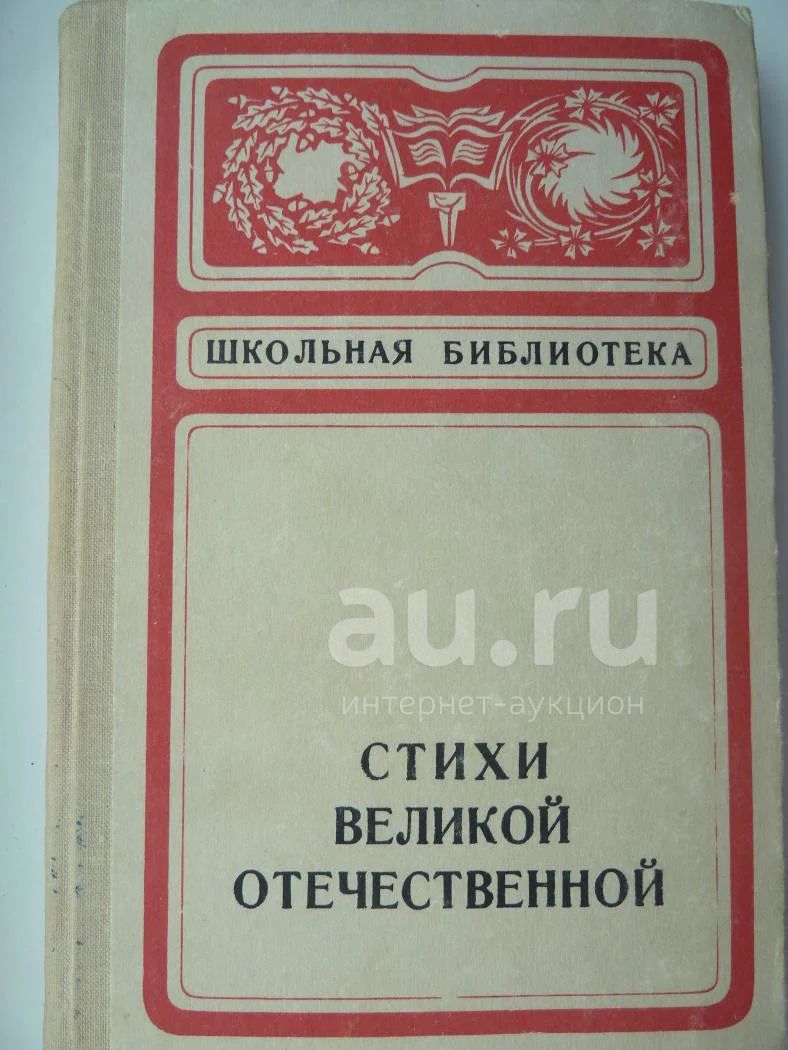 ШКОЛЬНАЯ БИБЛИОТЕКА
au.ru
интернет-аукцион
СТИХИ
ВЕЛИКОЙ
ОТЕЧЕСТВЕННОЙ